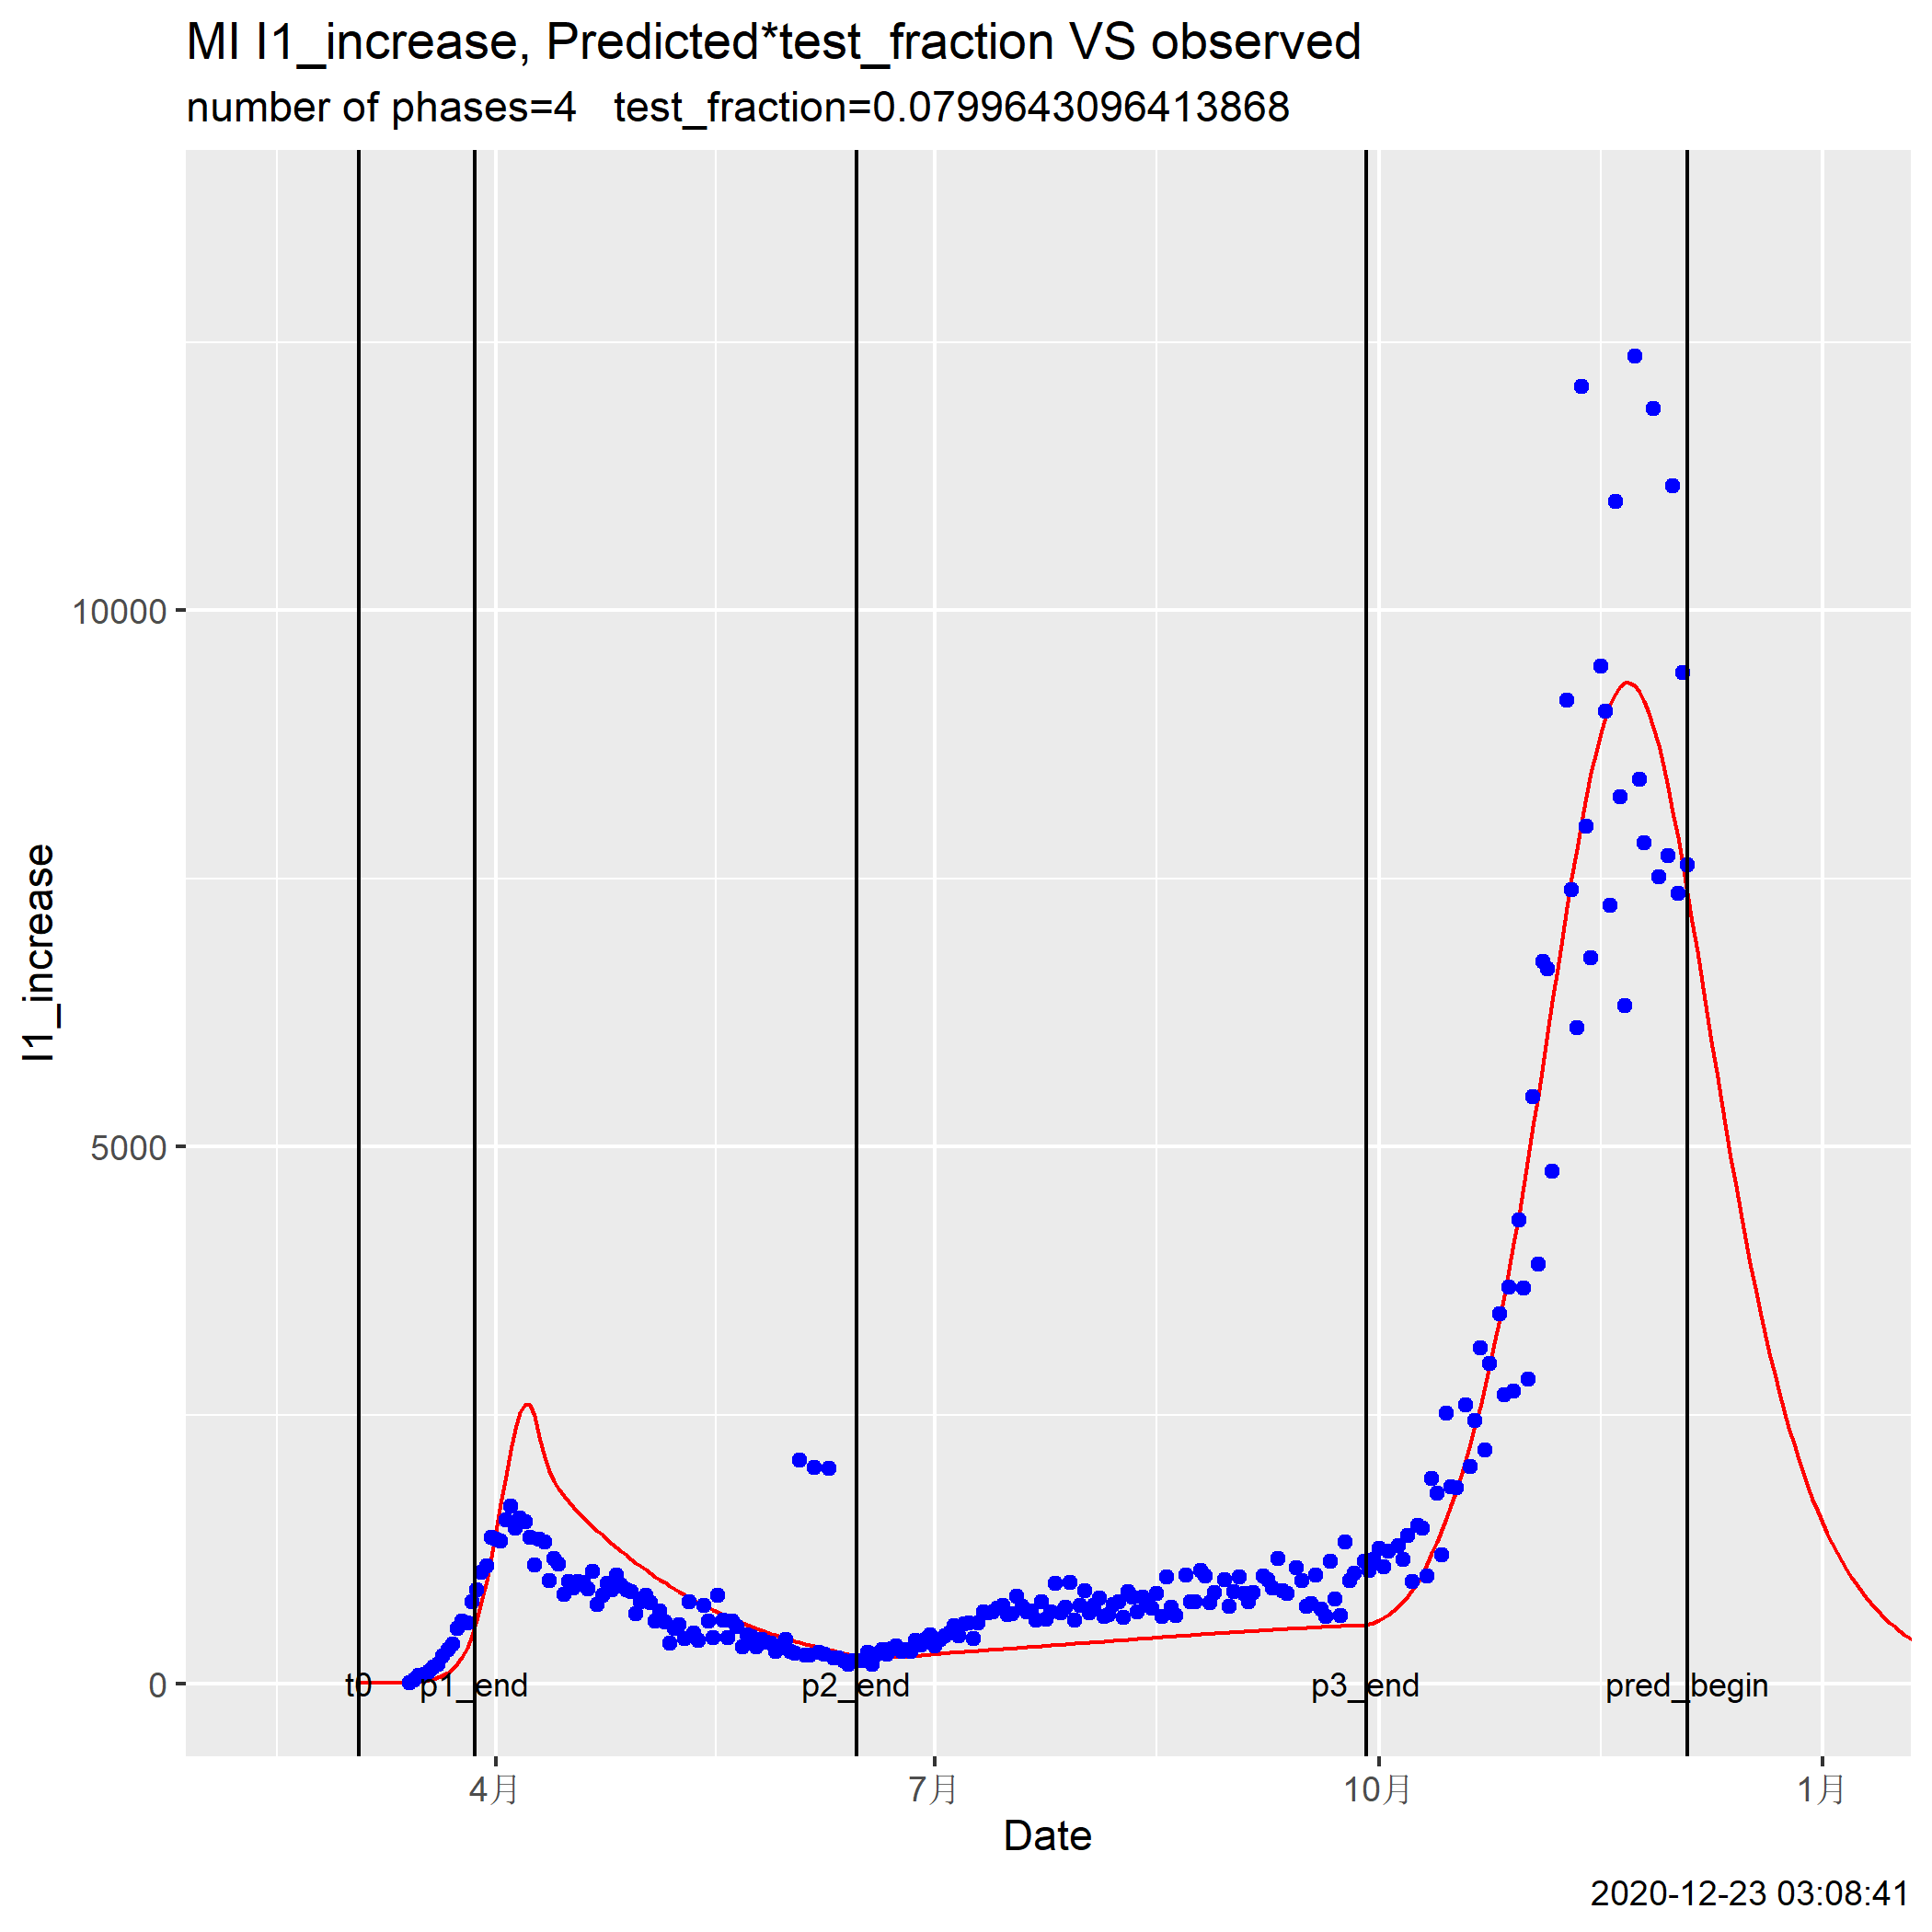 MI I1_increase, Predicted*test_fraction VS observed
number of phases=4   test_fraction=0.0799643096413868
I1_increase
10000
5000
0
t0
p1_end
p2_end
p3_end
pred_begin
4月
7月
10月
1月
Date
2020-12-23 03:08:41